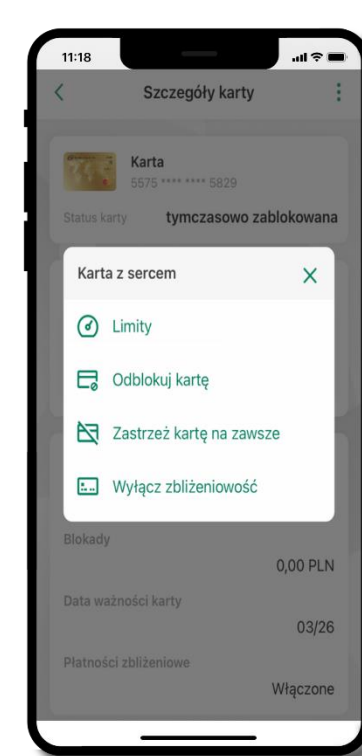 11:18
Szczegóły karty
Karta
5575 **** **** 5829
Status karty tymczasowo zablokowana
Karta z sercem
Limity
Odblokuj kartę
Zastrzeż kartę na zawsze
Wyłącz zbliżeniowość
Blokady
0,00 PLN
Data ważności karty
03/26
Płatności zbliżeniowe
Włączone